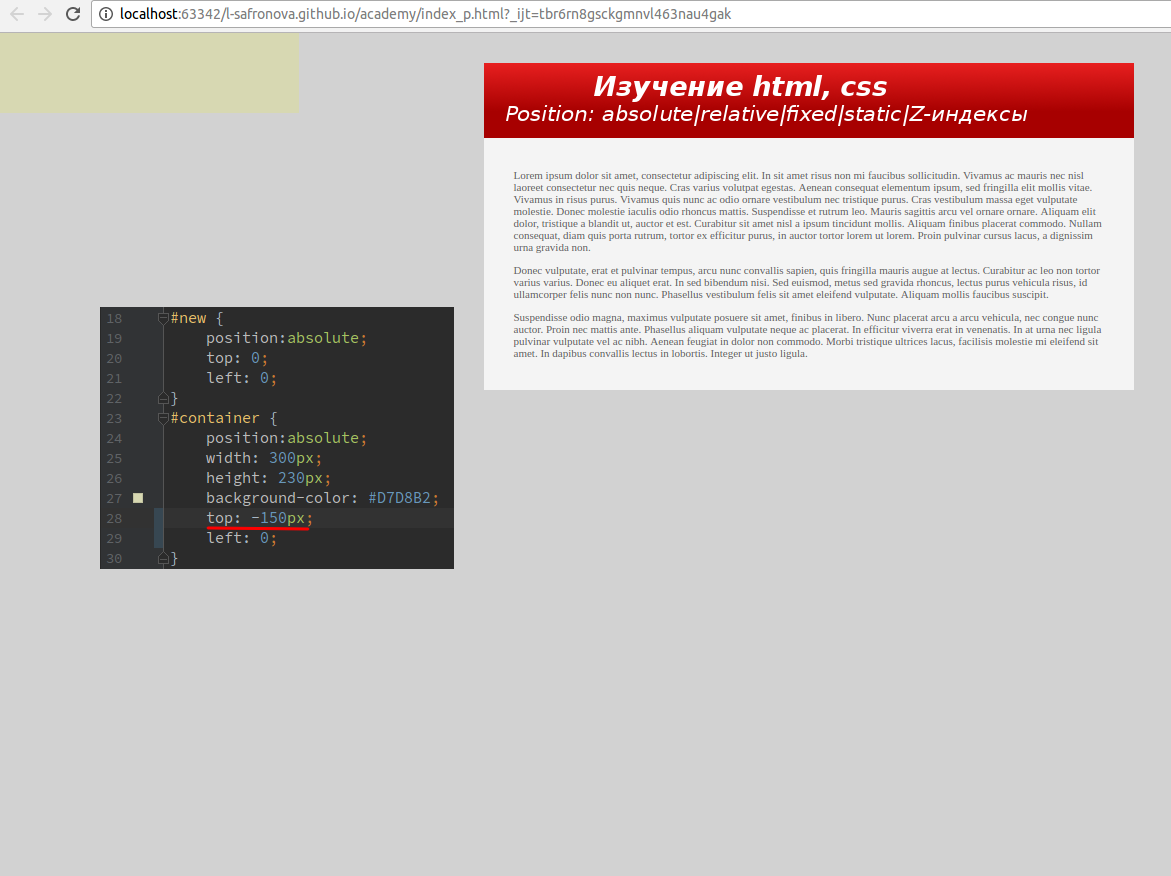 localhost:63342/l-safronova.github.io/academy/index_p.html?_ijt=tbr6rn8gsckgmnvl463nau4gak
Изучение html, css
Position: absolute|relative|fixed|static|Z-индексы
Lorem ipsum dolor sit amet, consectetur adipiscing elit. In sit amet risus non mi faucibus sollicitudin. Vivamus ac mauris nec nisl
laoreet consectetur nec quis neque. Cras varius volutpat egestas. Aenean consequat elementum ipsum, sed fringilla elit mollis vitae.
Vivamus in risus purus. Vivamus quis nunc ac odio ornare vestibulum nec tristique purus. Cras vestibulum massa eget vulputate
molestie. Donec molestie iaculis odio rhoncus mattis. Suspendisse et rutrum leo. Mauris sagittis arcu vel ornare ornare. Aliquam elit
dolor, tristique a blandit ut, auctor et est. Curabitur sit amet nisl a ipsum tincidunt mollis. Aliquam finibus placerat commodo. Nullam
consequat, diam quis porta rutrum, tortor ex efficitur purus, in auctor tortor lorem ut lorem. Proin pulvinar cursus lacus, a dignissim
urna gravida non.
Donec vulputate, erat et pulvinar tempus, arcu nunc convallis sapien, quis fringilla mauris augue at lectus. Curabitur ac leo non tortor
varius varius. Donec eu aliquet erat. In sed bibendum nisi. Sed euismod, metus sed gravida rhoncus, lectus purus vehicula risus, id
ullamcorper felis nunc non nunc. Phasellus vestibulum felis sit amet eleifend vulputate. Aliquam mollis faucibus suscipit.
Suspendisse odio magna, maximus vulputate posuere sit amet, finibus in libero. Nunc placerat arcu a arcu vehicula, nec congue nunc
auctor. Proin nec mattis ante. Phasellus aliquam vulputate neque ac placerat. In efficitur viverra erat in venenatis. In at urna nec ligula
pulvinar vulputate vel ac nibh. Aenean feugiat in dolor non commodo. Morbi tristique ultrices lacus, facilisis molestie mi eleifend sit
amet. In dapibus convallis lectus in lobortis. Integer ut justo ligula.
18 #new {
19 position:absolute;
20 top: 0;
21 left: 0;
22 }
23 #container {
24 position:absolute;
25 width: 300px;
26 height: 230px;
27 background-color: #D7D8B2;
28 top: -150px;
29 left: 0;
30 }